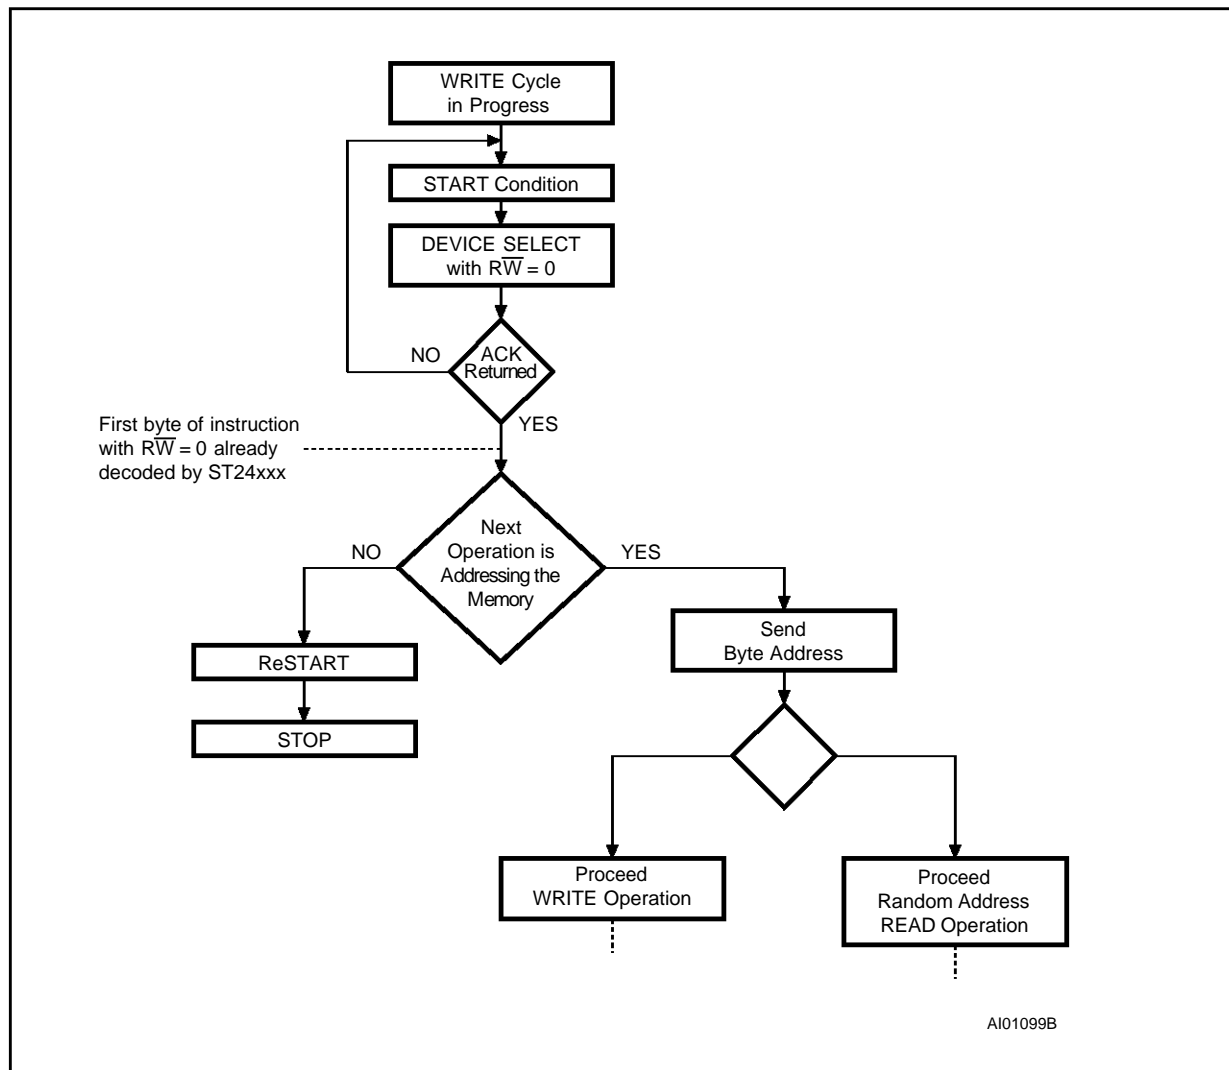 WRITE Cycle
in Progress
START Condition
DEVICE SELECT
with RW̅ = 0
NO
ACK
Returned
YES
First byte of instruction
with RW̅ = 0 already
decoded by ST24xxx
NO
Next
Operation is
Addressing the
Memory
YES
Send
Byte Address
ReSTART
STOP
Proceed
WRITE Operation
Proceed
Random Address
READ Operation
AI01099B